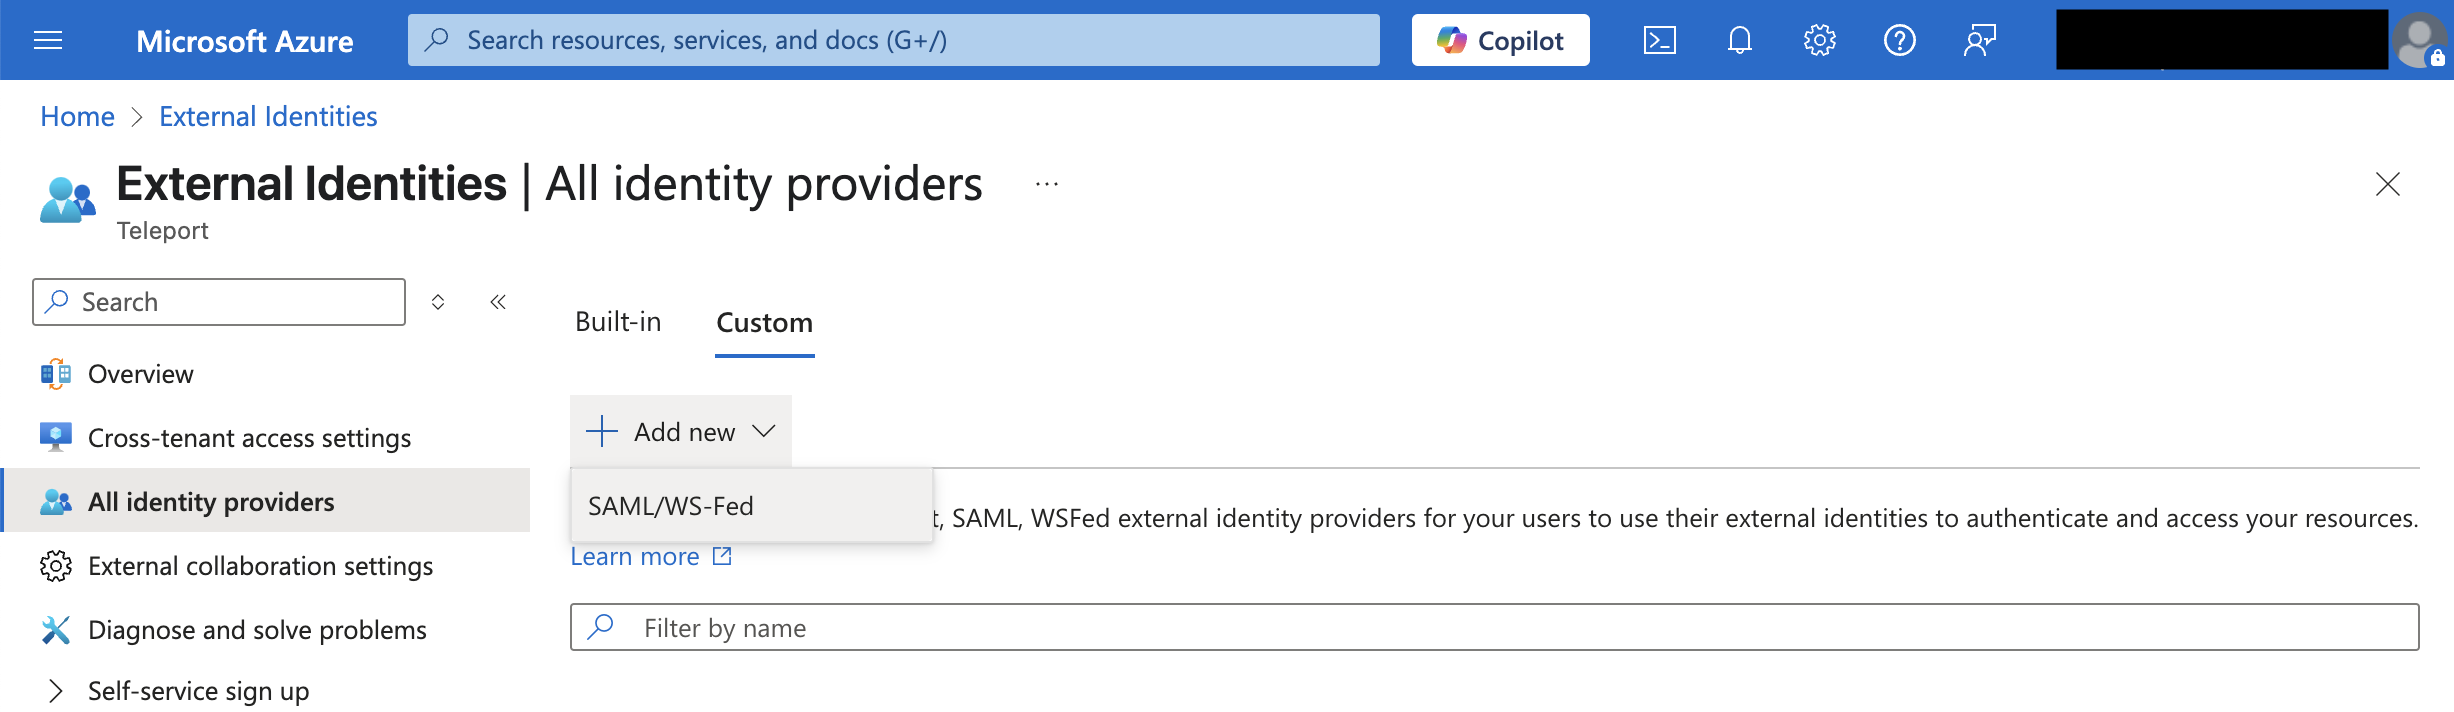 Microsoft Azure
Search resources, services, and docs (G+/)
Copilot
Home > External Identities
External Identities | All identity providers ...
Teleport
Search
Overview
Cross-tenant access settings
All identity providers
External collaboration settings
Diagnose and solve problems
Self-service sign up
Built-in Custom
Add new
SAML/WS-Fed
t, SAML, WSFed external identity providers for your users to use their external identities to authenticate and access your resources.
Learn more
Filter by name